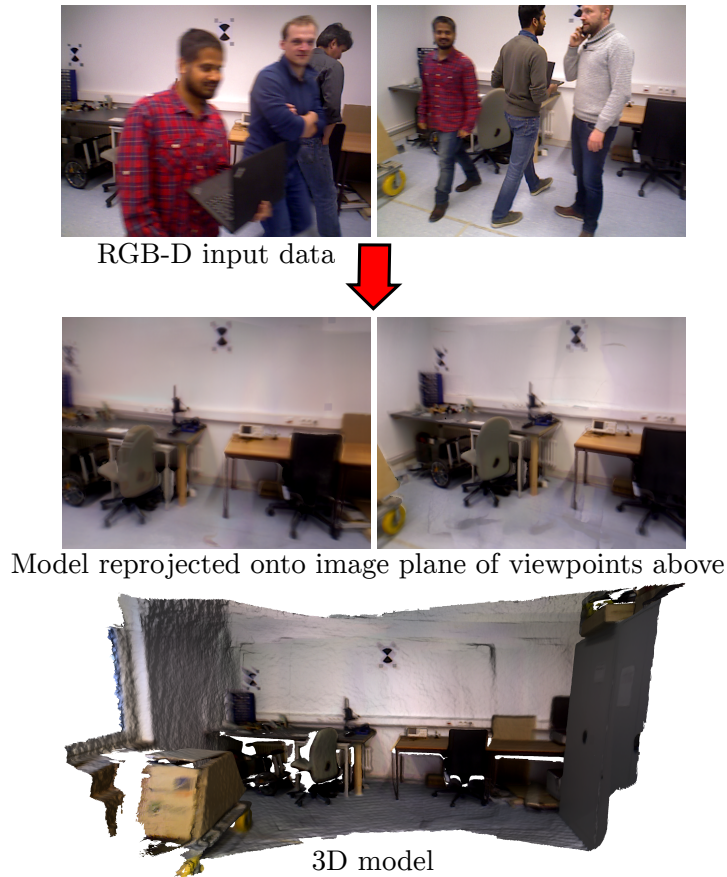 RGB-D input data
Model reprojected onto image plane of viewpoints above
3D model